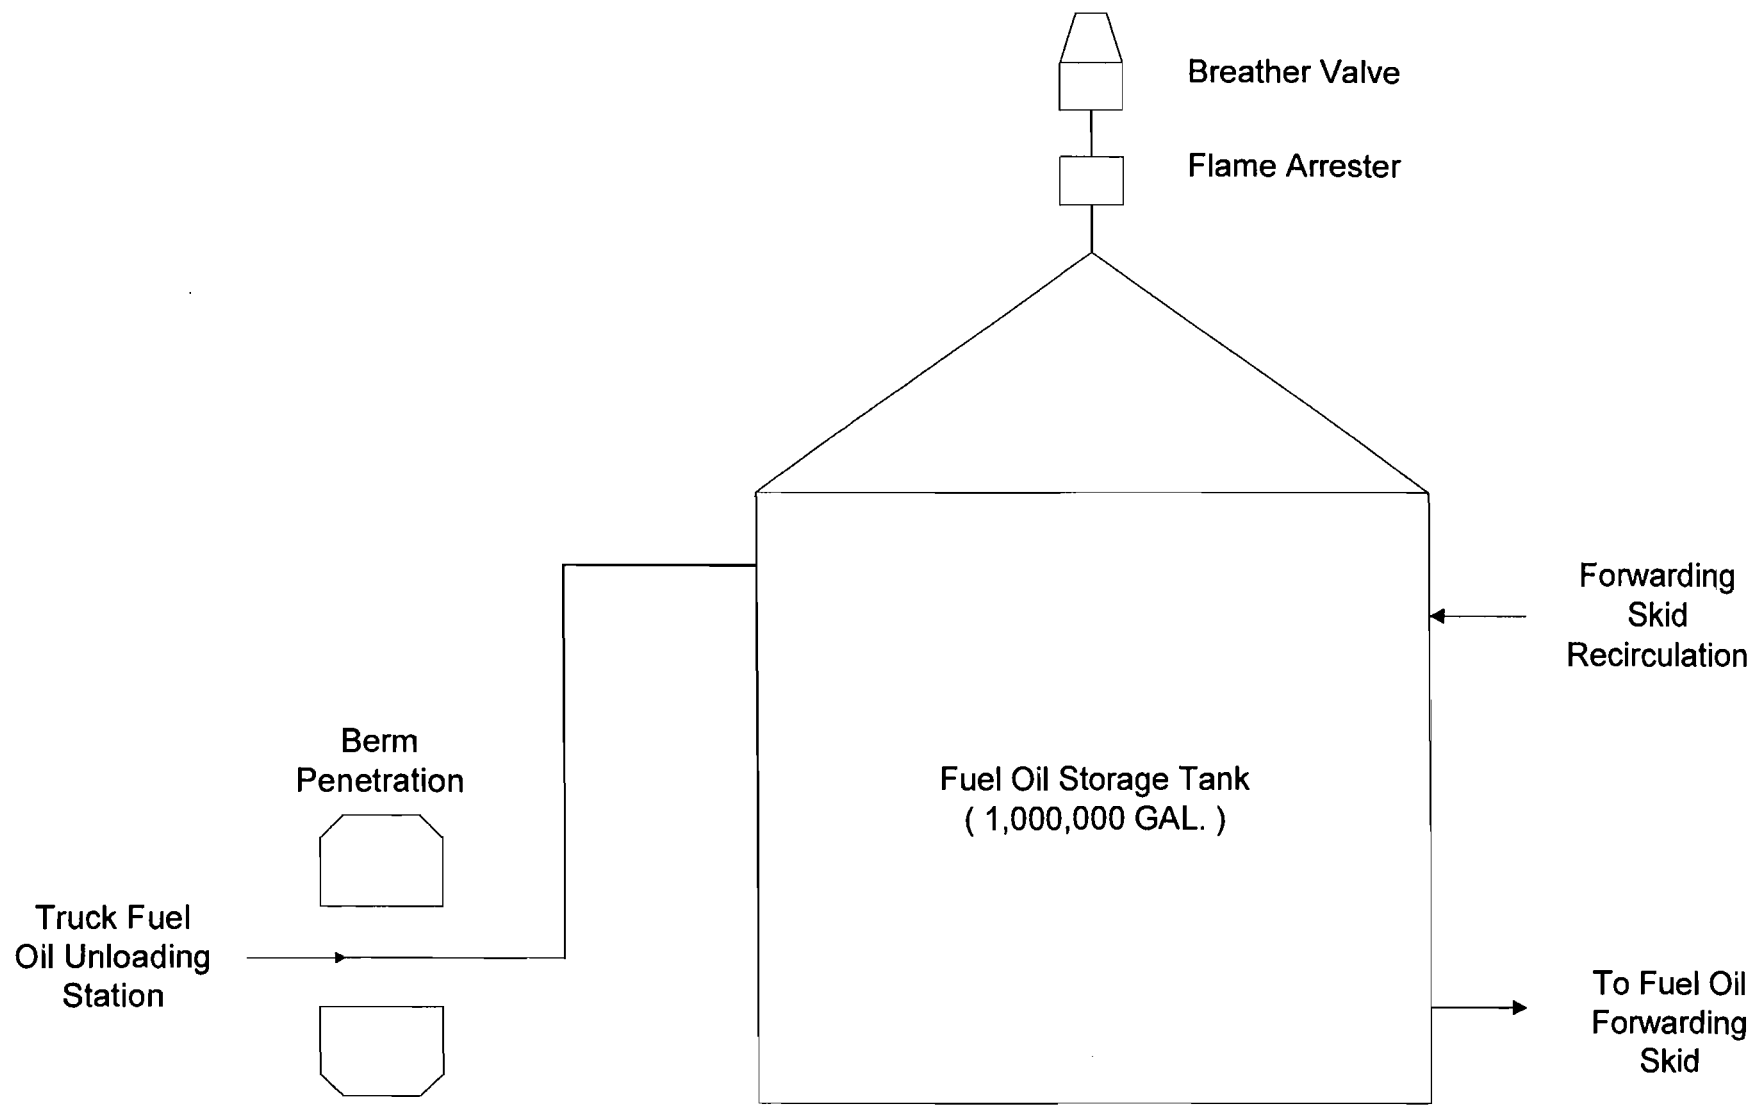 Breather Valve
Flame Arrester
Forwarding
Skid
Recirculation
Berm
Penetration
Fuel Oil Storage Tank
( 1,000,000 GAL. )
Truck Fuel
Oil Unloading
Station
To Fuel Oil
Forwarding
Skid